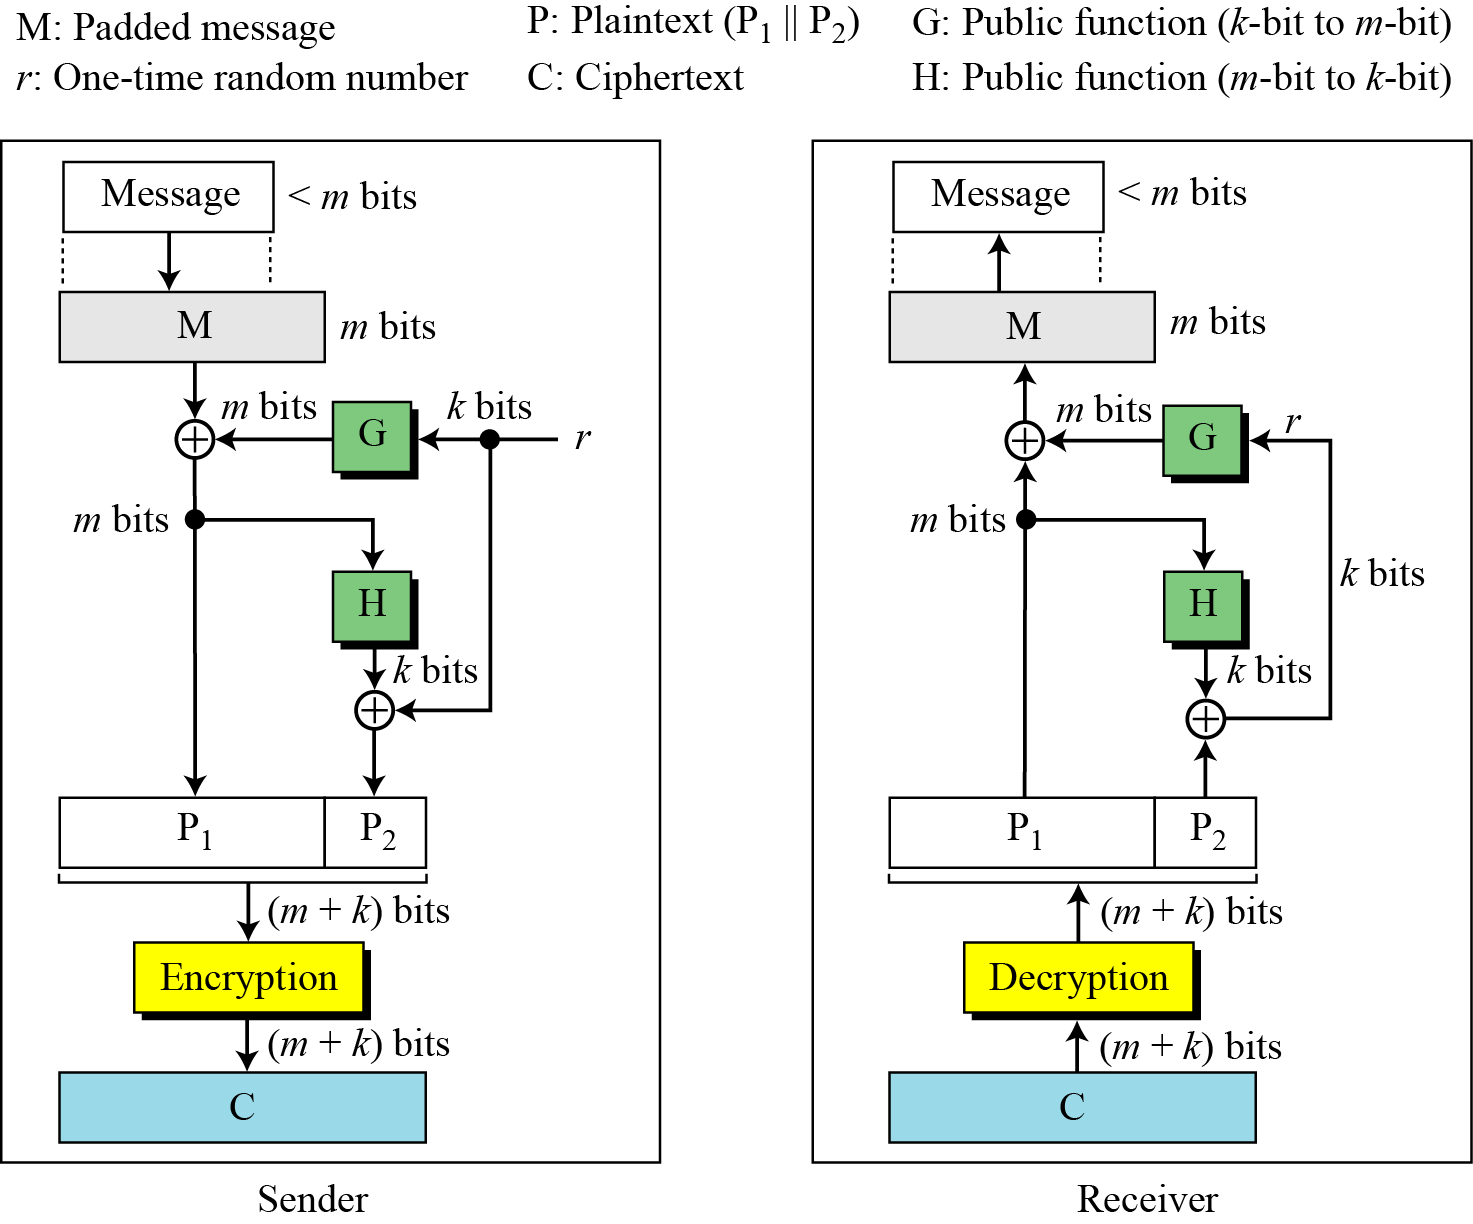 M: Padded message
P: Plaintext (P1 || P2)
G: Public function (k-bit to m-bit)
r: One-time random number
C: Ciphertext
H: Public function (m-bit to k-bit)
Message
< m bits
M
m bits
m bits
G
k bits
r
m bits
H
k bits
P1
P2
(m + k) bits
Encryption
(m + k) bits
C
Sender
Message
< m bits
M
m bits
m bits
G
r
m bits
k bits
H
k bits
P1
P2
(m + k) bits
Decryption
(m + k) bits
C
Receiver